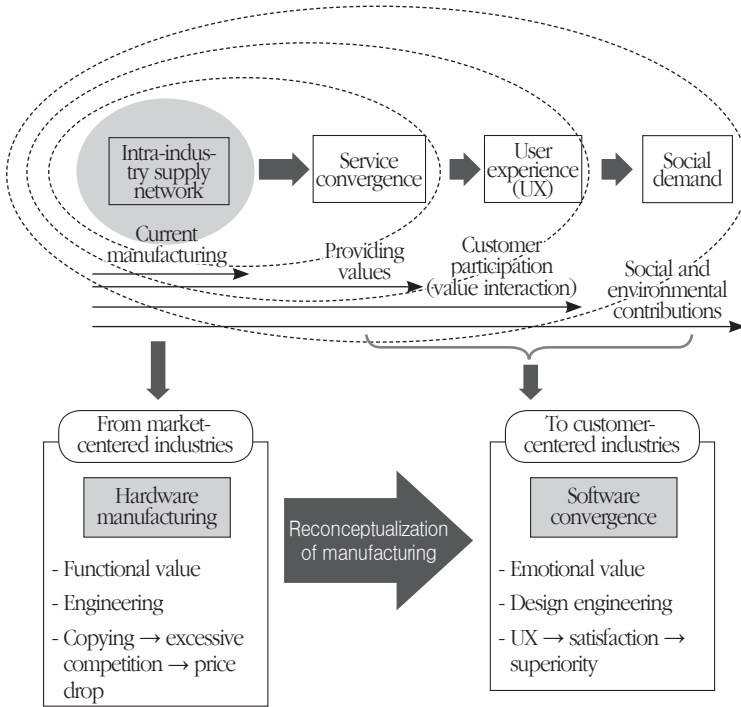 Intra-indus-
try supply
network
Service
convergence
User
experience
(UX)
Social
demand
Current
manufacturing
Providing
values
Customer
participation
(value interaction)
Social and
environmental
contributions
From market-
centered industries
Hardware
manufacturing
- Functional value
- Engineering
- Copying → excessive
competition → price
drop
Reconceptualization
of manufacturing
To customer-
centered industries
Software
convergence
- Emotional value
- Design engineering
- UX → satisfaction →
superiority